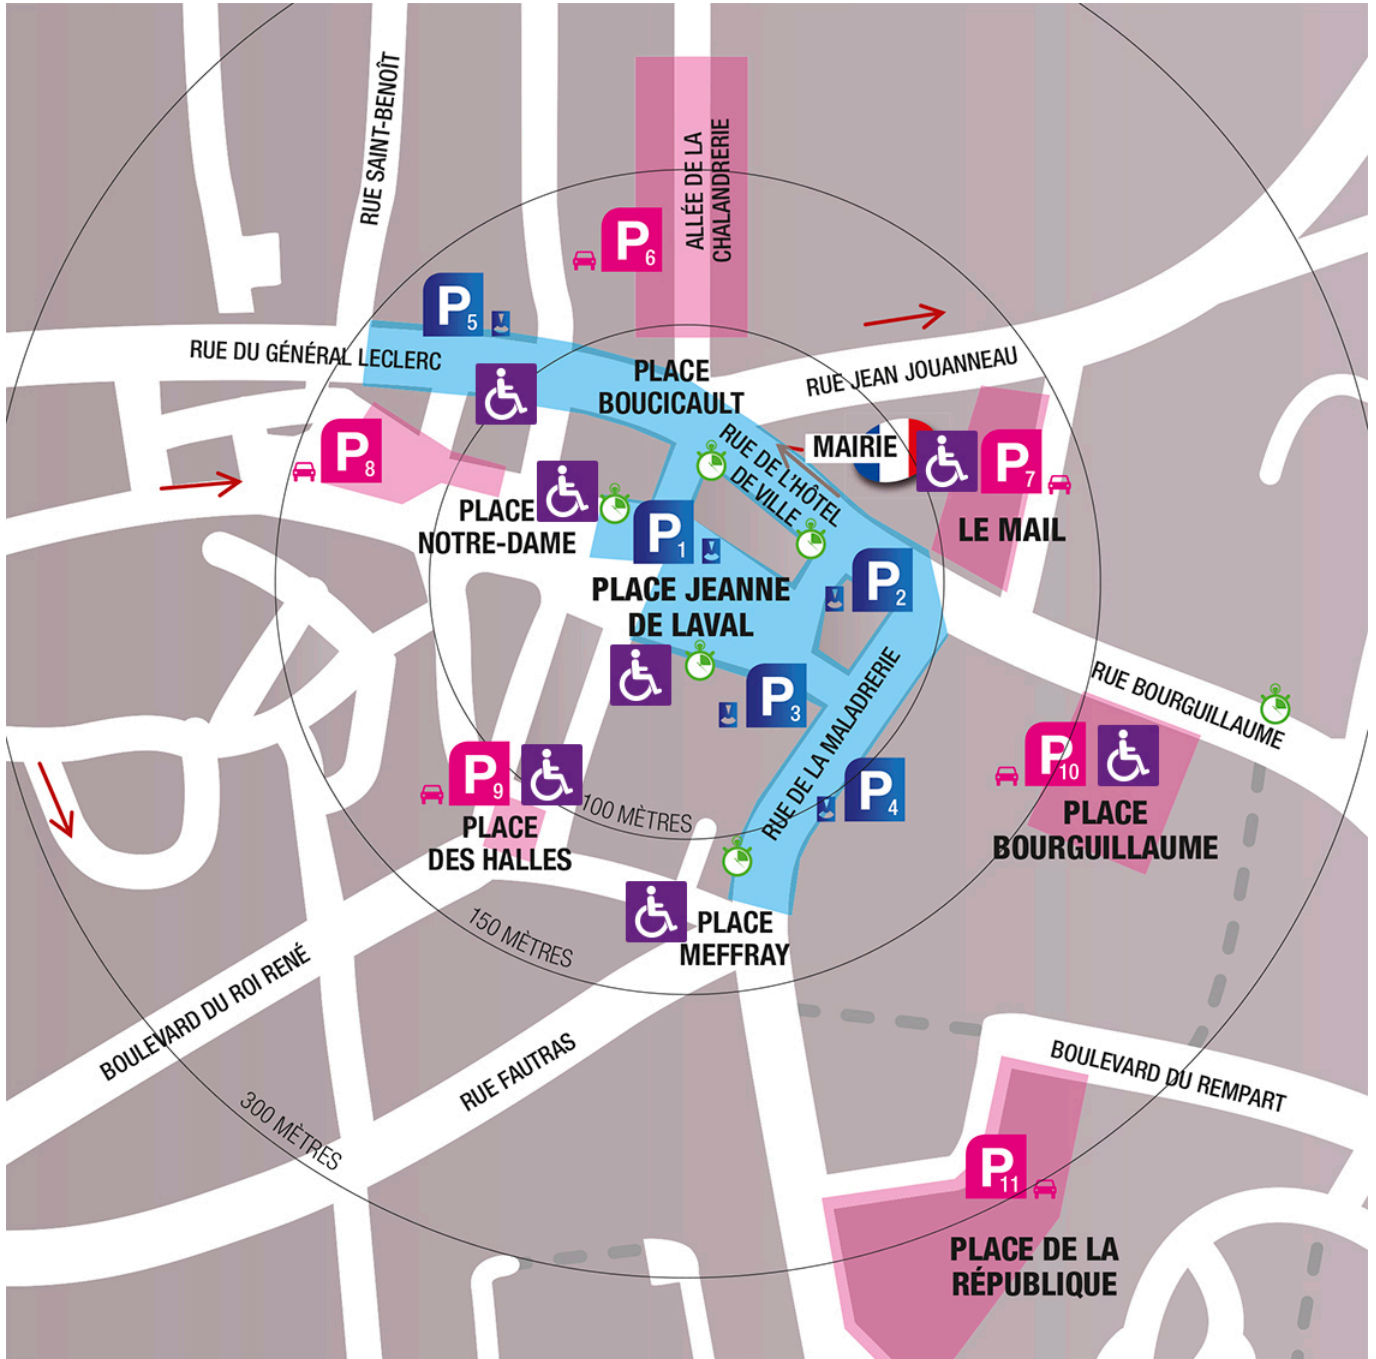 RUE SAINT-BENOÎT
ALLÉE DE LA
CHALANDRERIE
P6
P5
RUE DU GÉNÉRAL LECLERC
PLACE
BOUCICAULT
RUE JEAN JOUANNEAU
RUE DE L'HÔTEL
DE VILLE
MAIRIE
P8
P7
LE MAIL
PLACE
NOTRE-DAME
P1
PLACE JEANNE
DE LAVAL
P2
P3
RUE DE LA MALADRERIE
RUE BOURGUILLAUME
P9
PLACE
DES HALLES
100 MÈTRES
P4
P10
PLACE
BOURGUILLAUME
150 MÈTRES
PLACE
MEFFRAY
BOULEVARD DU ROI RENÉ
RUE FAUTRAS
300 MÈTRES
BOULEVARD DU REMPART
P11
PLACE DE LA
RÉPUBLIQUE